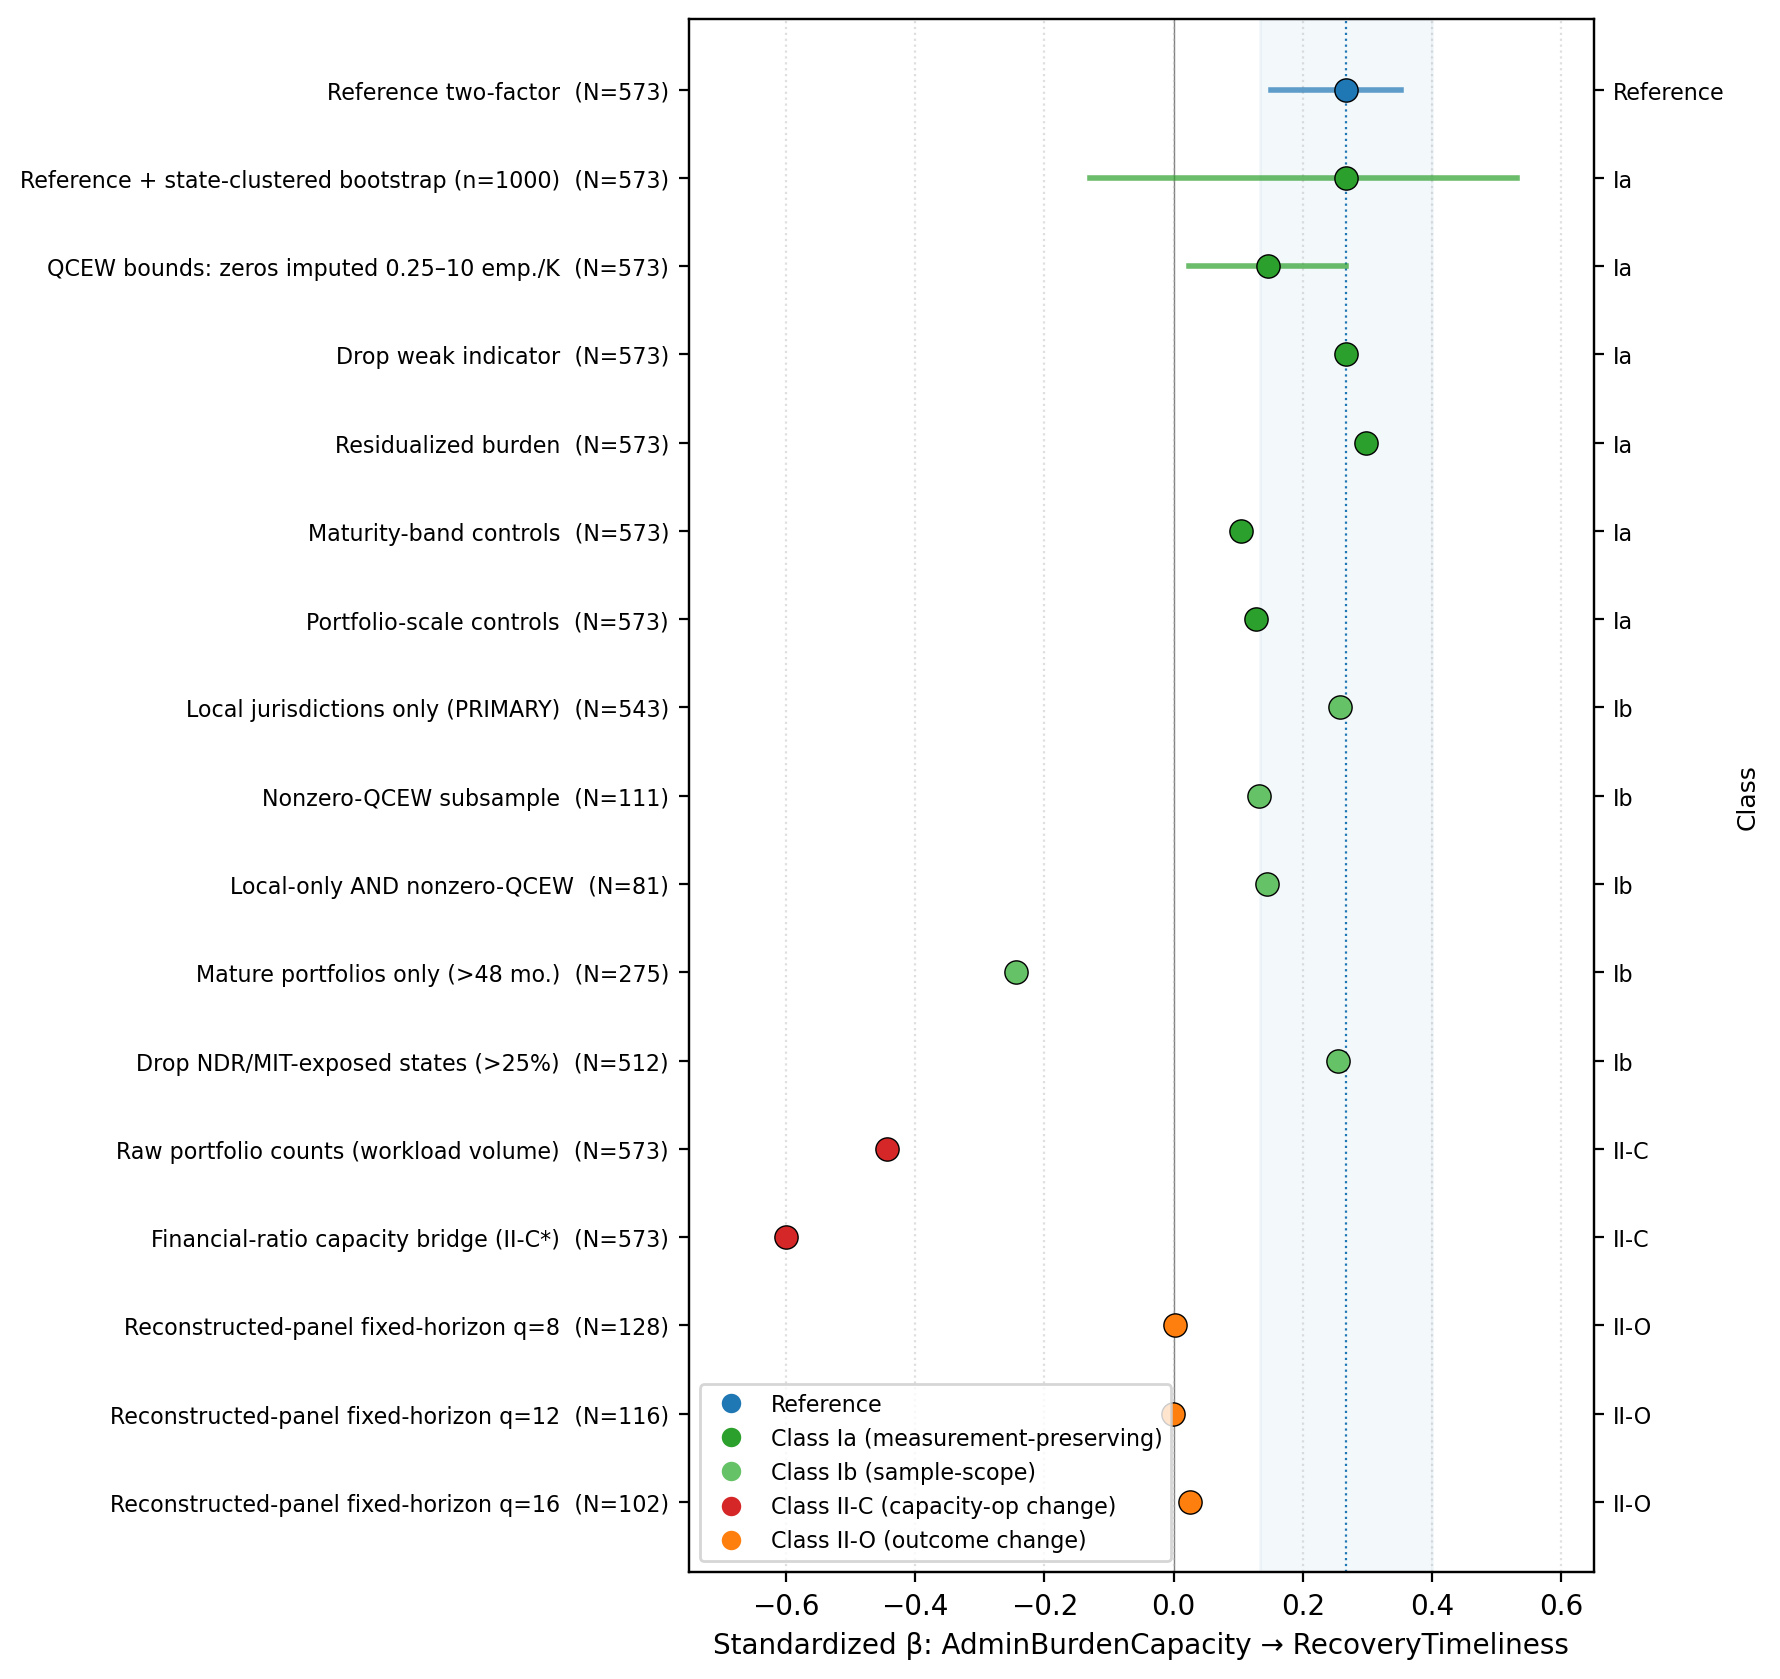 Reference two-factor (N=573)
Reference
Reference + state-clustered bootstrap (n=1000) (N=573)
Ia
QCEW bounds: zeros imputed 0.25–10 emp./K (N=573)
Ia
Drop weak indicator (N=573)
Ia
Residualized burden (N=573)
Ia
Maturity-band controls (N=573)
Ia
Portfolio-scale controls (N=573)
Ia
Local jurisdictions only (PRIMARY) (N=543)
Ib
Nonzero-QCEW subsample (N=111)
Ib
Class
Local-only AND nonzero-QCEW (N=81)
Ib
Mature portfolios only (>48 mo.) (N=275)
Ib
Drop NDR/MIT-exposed states (>25%) (N=512)
Ib
Raw portfolio counts (workload volume) (N=573)
II-C
Financial-ratio capacity bridge (II-C*) (N=573)
II-C
Reconstructed-panel fixed-horizon q=8 (N=128)
II-O
Reconstructed-panel fixed-horizon q=12 (N=116)
II-O
Reconstructed-panel fixed-horizon q=16 (N=102)
II-O
Reference
Class Ia (measurement-preserving)
Class Ib (sample-scope)
Class II-C (capacity-op change)
Class II-O (outcome change)
−0.6 −0.4 −0.2 0.0 0.2 0.4 0.6
Standardized β: AdminBurdenCapacity → RecoveryTimeliness